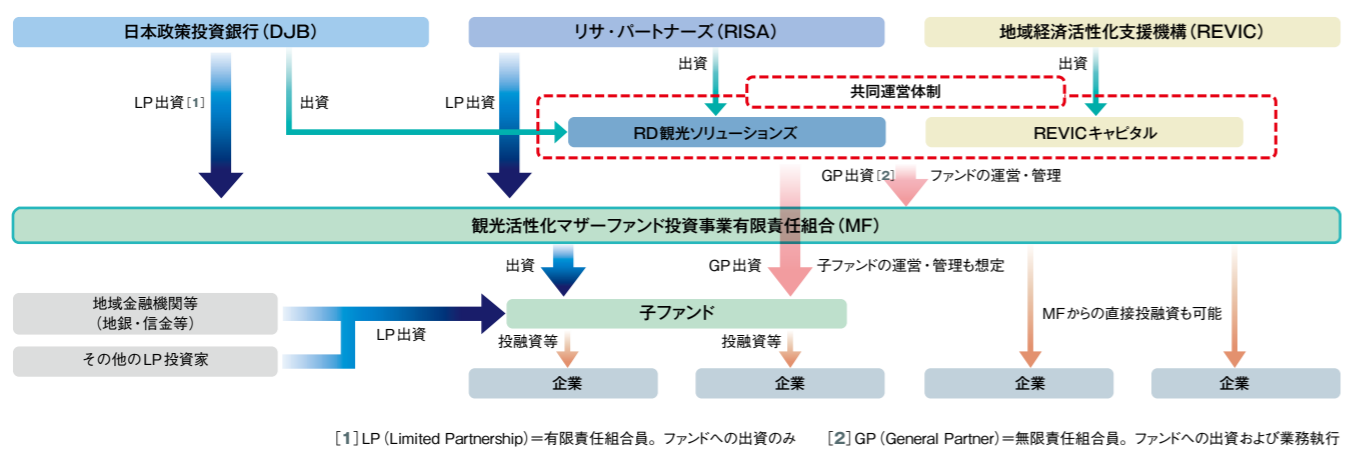 日本政策投資銀行(DJB)
リサ・パートナーズ(RISA)
地域経済活性化支援機構(REVIC)
LP出資[1]
出資
LP出資
出資
出資
共同運営体制
RD観光ソリューションズ
REVICキャピタル
GP出資[2]
ファンドの運営・管理
観光活性化マザーファンド投資事業有限責任組合(MF)
出資
GP出資
子ファンドの運営・管理も想定
地域金融機関等
(地銀・信金等)
LP出資
子ファンド
MFからの直接投融資も可能
その他のLP投資家
投融資等
投融資等
企業
企業
企業
企業
[1]LP(Limited Partnership)=有限責任組合員。ファンドへの出資のみ
[2]GP(General Partner)=無限責任組合員。ファンドへの出資および業務執行